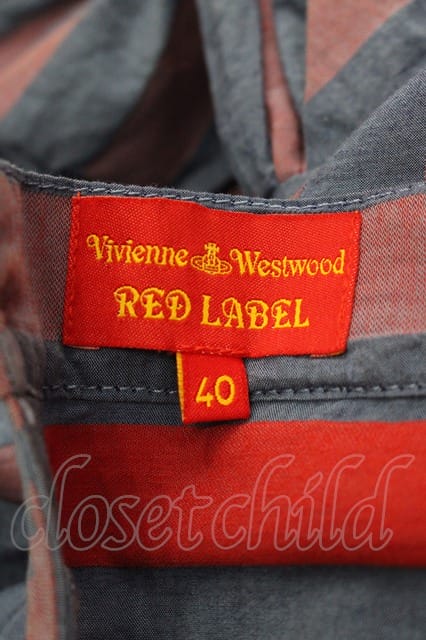 Vivienne Westwood
RED LABEL
40
closetchild